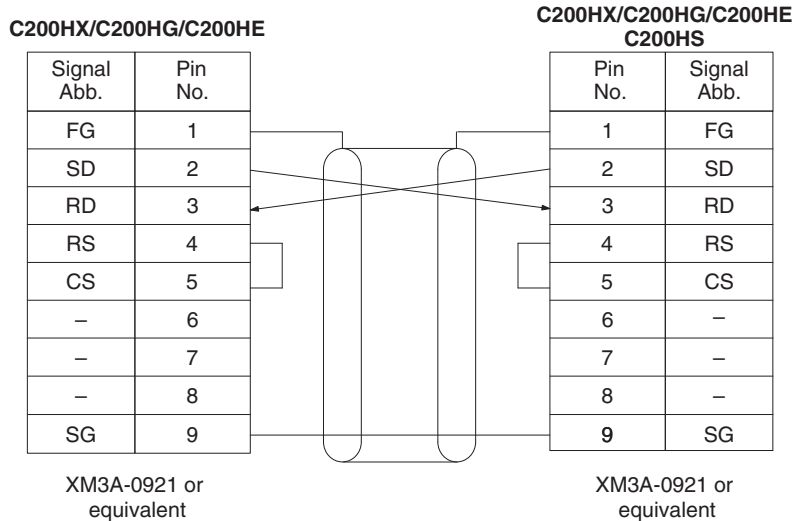 C200HX/C200HG/C200HE
C200HX/C200HG/C200HE
C200HS
Signal Abb. Pin No.
FG 1
SD 2
RD 3
RS 4
CS 5
– 6
– 7
– 8
SG 9
XM3A-0921 or
equivalent
Pin No. Signal Abb.
1 FG
2 SD
3 RD
4 RS
5 CS
6 –
7 –
8 –
9 SG
XM3A-0921 or
equivalent